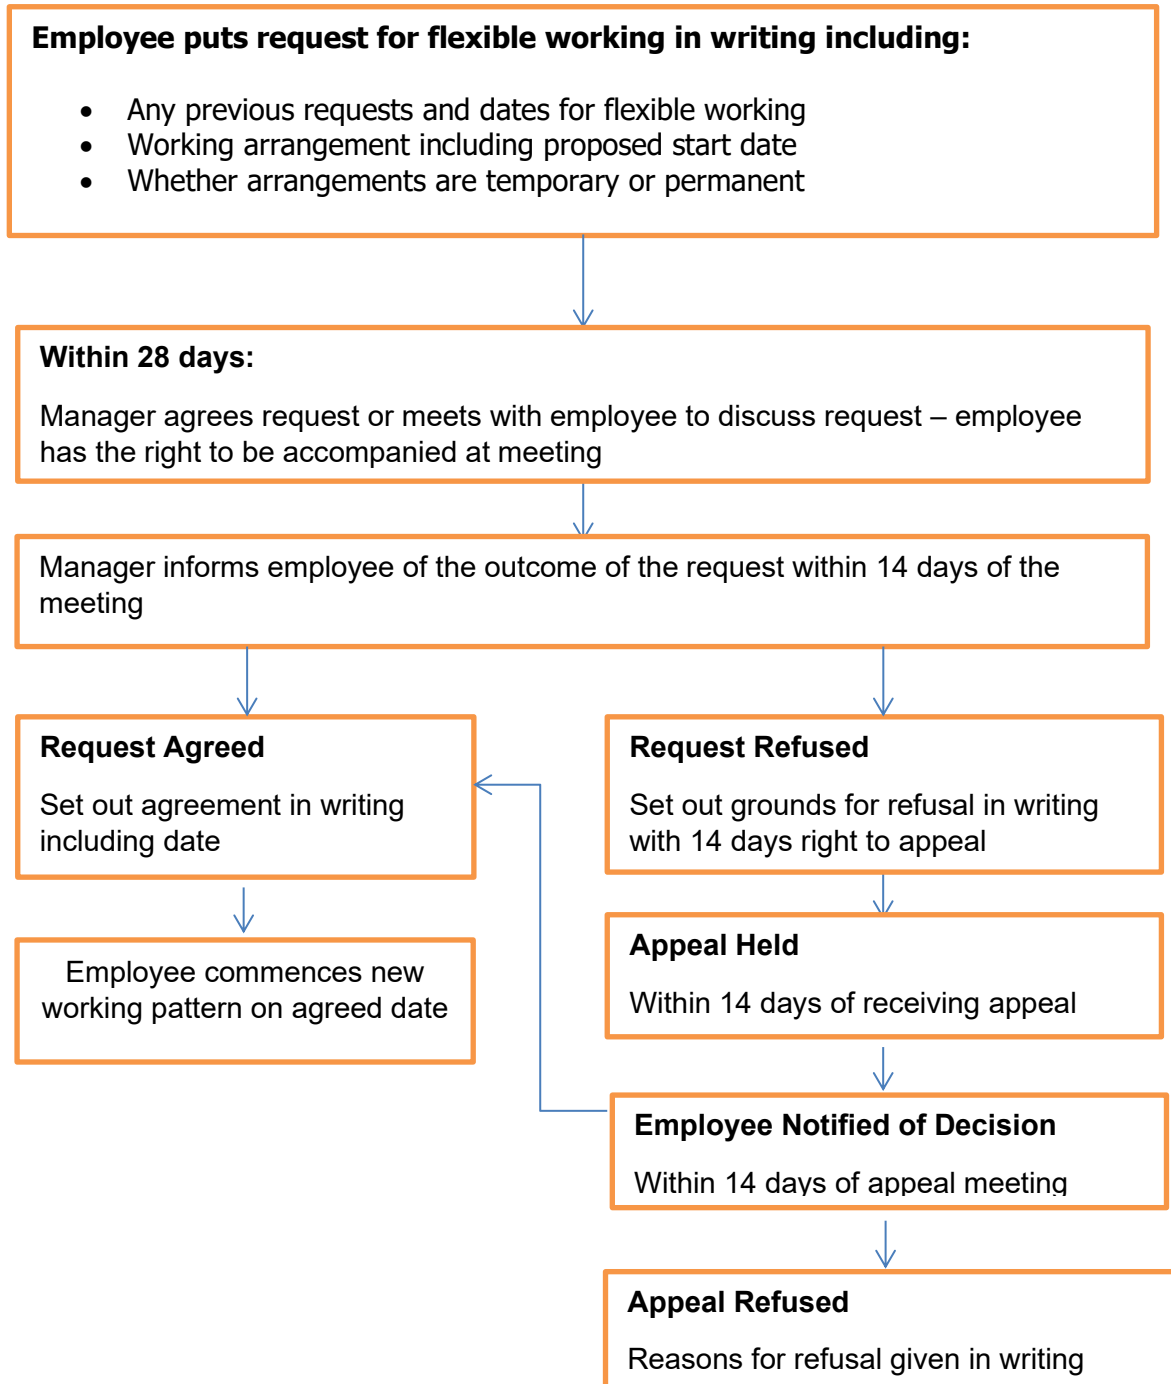 Employee puts request for flexible working in writing including:
• Any previous requests and dates for flexible working
• Working arrangement including proposed start date
• Whether arrangements are temporary or permanent
Within 28 days:
Manager agrees request or meets with employee to discuss request – employee
has the right to be accompanied at meeting
Manager informs employee of the outcome of the request within 14 days of the
meeting
Request Agreed
Set out agreement in writing
including date
Employee commences new
working pattern on agreed date
Request Refused
Set out grounds for refusal in writing
with 14 days right to appeal
Appeal Held
Within 14 days of receiving appeal
Employee Notified of Decision
Within 14 days of appeal meeting
Appeal Refused
Reasons for refusal given in writing